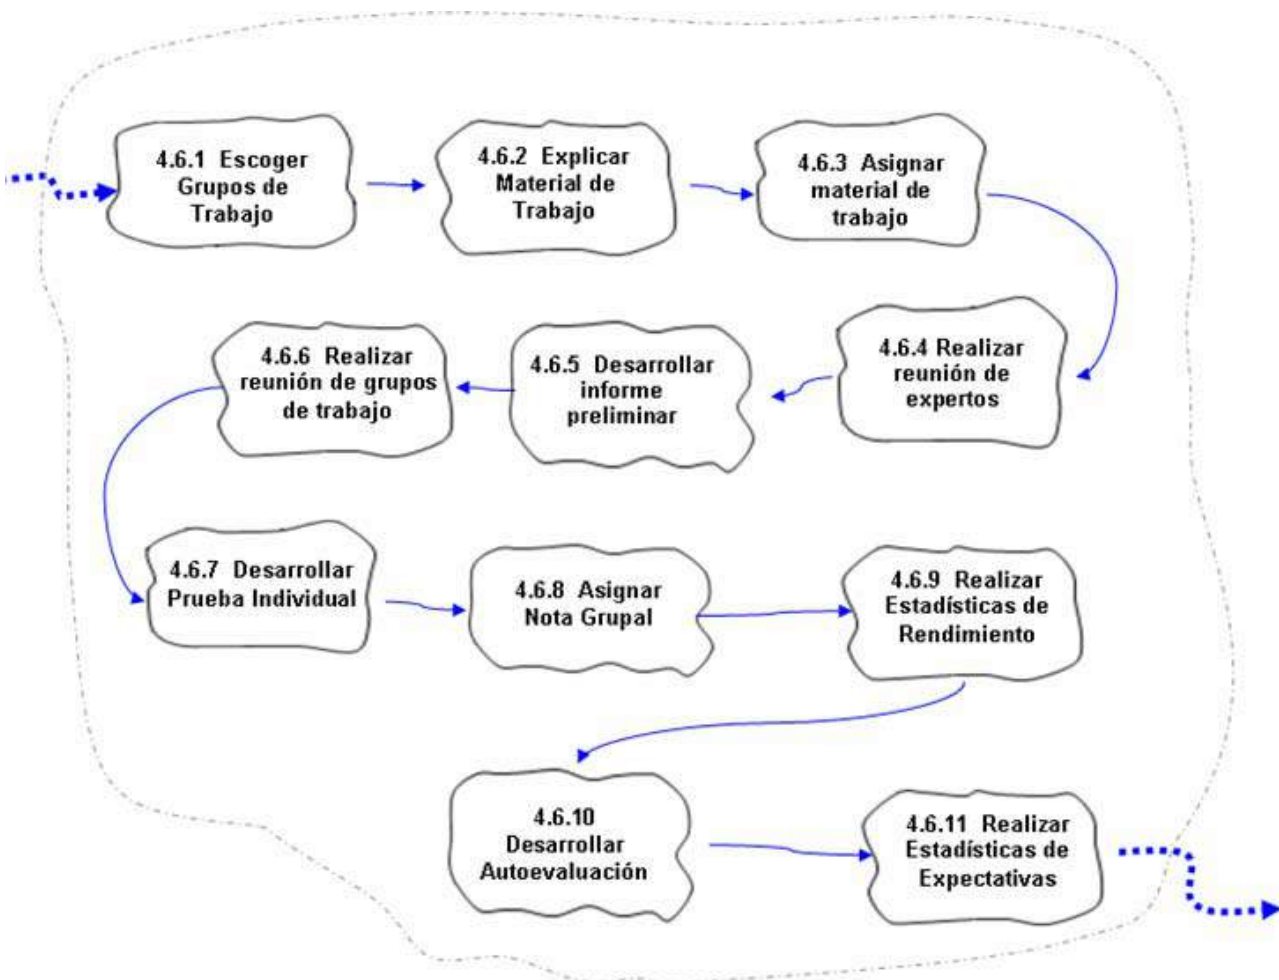 4.6.1 Escoger
Grupos de
Trabajo
4.6.2 Explicar
Material de
Trabajo
4.6.3 Asignar
material de
trabajo
4.6.4 Realizar
reunión de
expertos
4.6.5 Desarrollar
informe
preliminar
4.6.6 Realizar
reunión de grupos
de trabajo
4.6.7 Desarrollar
Prueba Individual
4.6.8 Asignar
Nota Grupal
4.6.9 Realizar
Estadísticas de
Rendimiento
4.6.10
Desarrollar
Autoevaluación
4.6.11 Realizar
Estadísticas de
Expectativas